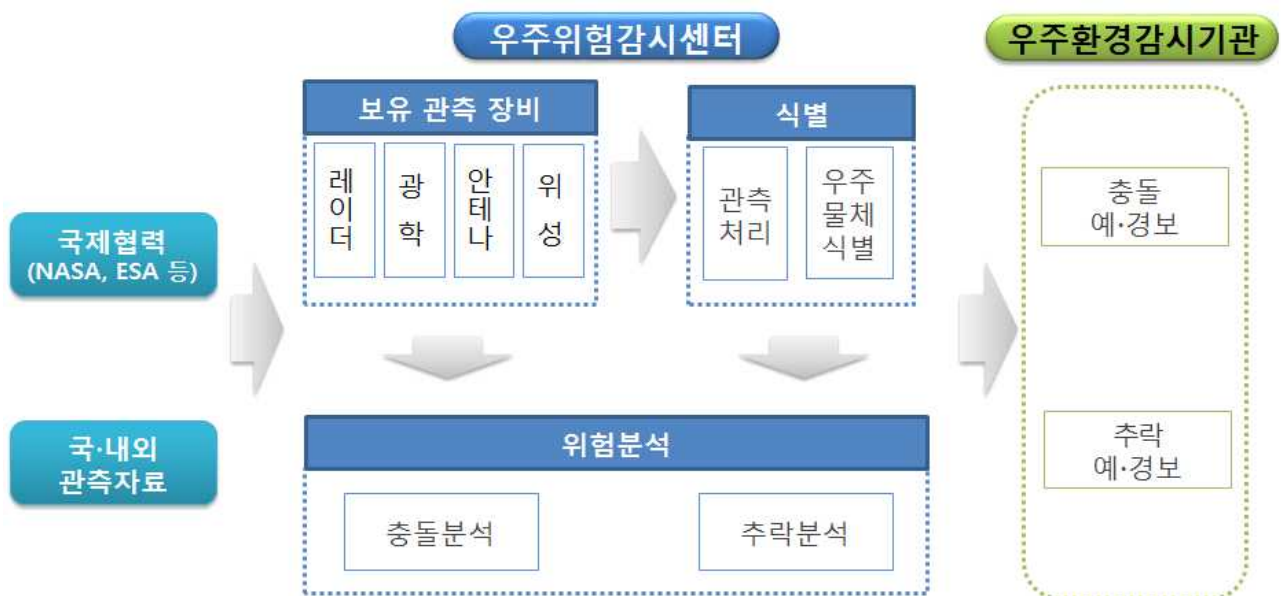 우주위험감시센터
우주환경감시기관
보유 관측 장비
식별
레이더
광학
안테나
위성
관측
처리
우주
물체
식별
충돌
예·경보
국제협력
(NASA, ESA 등)
국·내외
관측자료
위험분석
충돌분석
추락분석
추락
예·경보